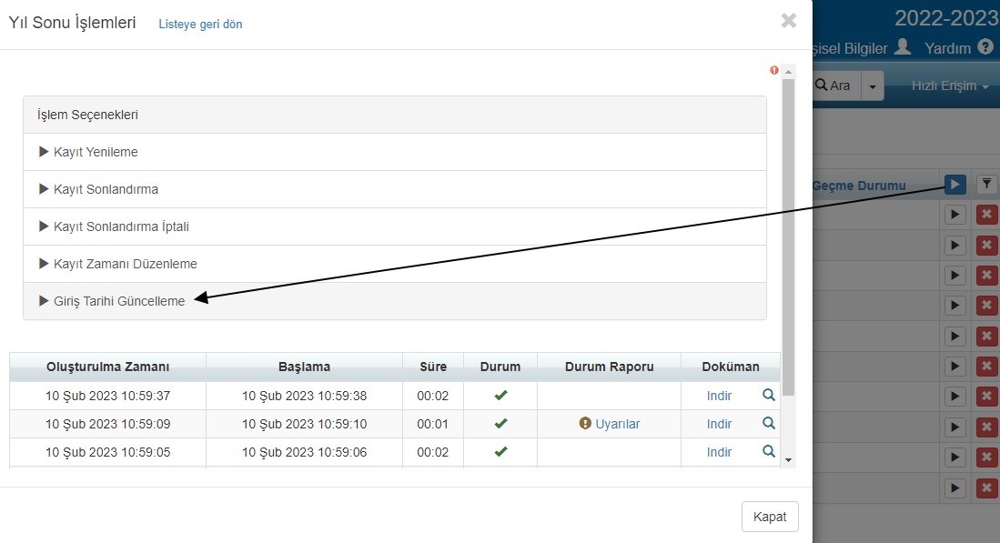 Yıl Sonu İşlemleri Listeye geri dön
2022-2023
şisel Bilgiler Yardım
Ara Hızlı Erişim
İşlem Seçenekleri
Kayıt Yenileme
Kayıt Sonlandırma
Geçme Durumu
Kayıt Sonlandırma İptali
Kayıt Zamanı Düzenleme
Giriş Tarihi Güncelleme
Oluşturulma Zamanı Başlama Süre Durum Durum Raporu Doküman
10 Şub 2023 10:59:37 10 Şub 2023 10:59:38 00:02 İndir
10 Şub 2023 10:59:09 10 Şub 2023 10:59:10 00:01 Uyarılar İndir
10 Şub 2023 10:59:05 10 Şub 2023 10:59:06 00:02 İndir
Kapat